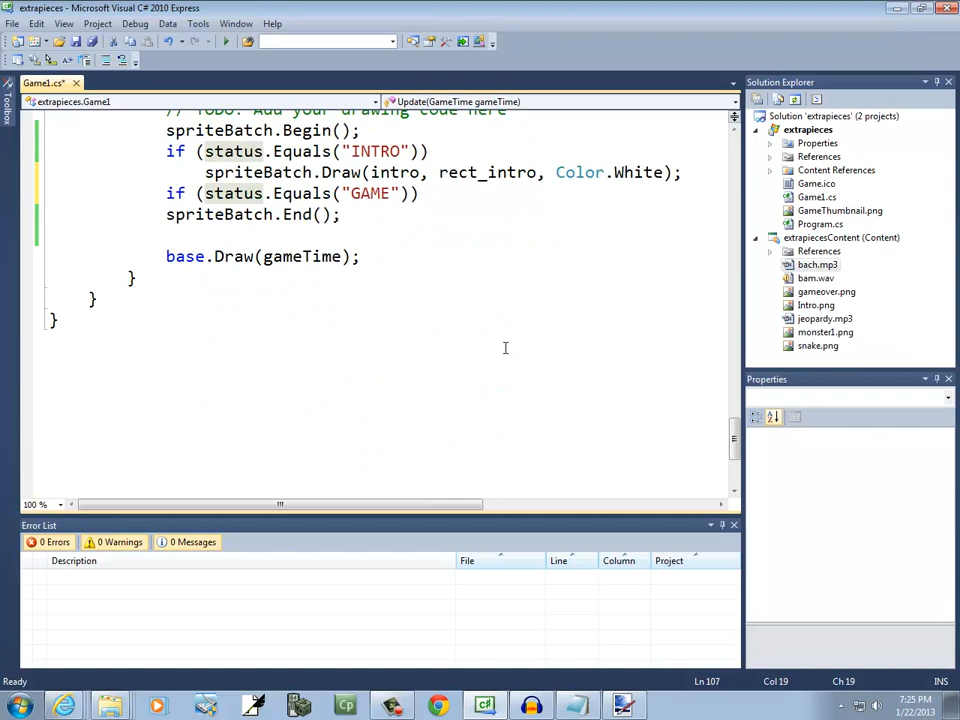 extrapieces - Microsoft Visual C# 2010 Express
File Edit View Project Debug Data Tools Window Help
Game1.cs*
Solution Explorer
Toolbox
extrapieces.Game1
Update(GameTime gameTime)
// TODO: Add your drawing code here
spriteBatch.Begin();
if (status.Equals("INTRO"))
spriteBatch.Draw(intro, rect_intro, Color.White);
if (status.Equals("GAME"))
spriteBatch.End();
base.Draw(gameTime);
}
}
}
Solution 'extrapieces' (2 projects)
extrapieces
Properties
References
Content References
Game.ico
Game1.cs
GameThumbnail.png
Program.cs
extrapiecesContent (Content)
References
bach.mp3
bam.wav
gameover.png
Intro.png
jeopardy.mp3
monster1.png
snake.png
Properties
100 %
Error List
0 Errors 0 Warnings 0 Messages
Description File Line Column Project
Ready Ln 107 Col 19 Ch 19 INS
Cp
7:25 PM
1/22/2013